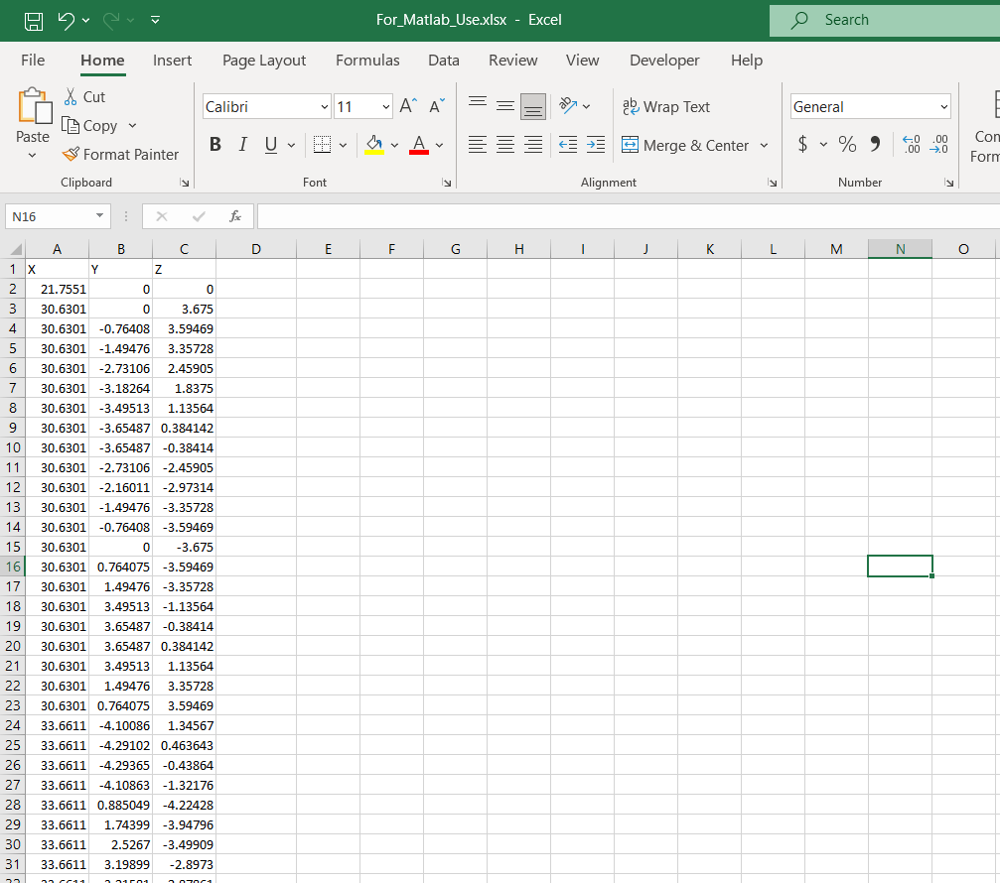 For_Matlab_Use.xlsx - Excel
Search
File Home Insert Page Layout Formulas Data Review View Developer Help
Paste
Cut
Copy
Format Painter
Clipboard
Calibri 11
B I U
A
Font
ab Wrap Text
Merge & Center
Alignment
General
$ % , .00 .00
Number
Con
Form
N16
fx
A B C D E F G H I J K L M N O
1 X Y Z
2 21.7551 0 0
3 30.6301 0 3.675
4 30.6301 -0.76408 3.59469
5 30.6301 -1.49476 3.35728
6 30.6301 -2.73106 2.45905
7 30.6301 -3.18264 1.8375
8 30.6301 -3.49513 1.13564
9 30.6301 -3.65487 0.384142
10 30.6301 -3.65487 -0.38414
11 30.6301 -2.73106 -2.45905
12 30.6301 -2.16011 -2.97314
13 30.6301 -1.49476 -3.35728
14 30.6301 -0.76408 -3.59469
15 30.6301 0 -3.675
16 30.6301 0.764075 -3.59469
17 30.6301 1.49476 -3.35728
18 30.6301 3.49513 -1.13564
19 30.6301 3.65487 -0.38414
20 30.6301 3.65487 0.384142
21 30.6301 3.49513 1.13564
22 30.6301 1.49476 3.35728
23 30.6301 0.764075 3.59469
24 33.6611 -4.10086 1.34567
25 33.6611 -4.29102 0.463643
26 33.6611 -4.29365 -0.43864
27 33.6611 -4.10863 -1.32176
28 33.6611 0.885049 -4.22428
29 33.6611 1.74399 -3.94796
30 33.6611 2.5267 -3.49909
31 33.6611 3.19899 -2.8973